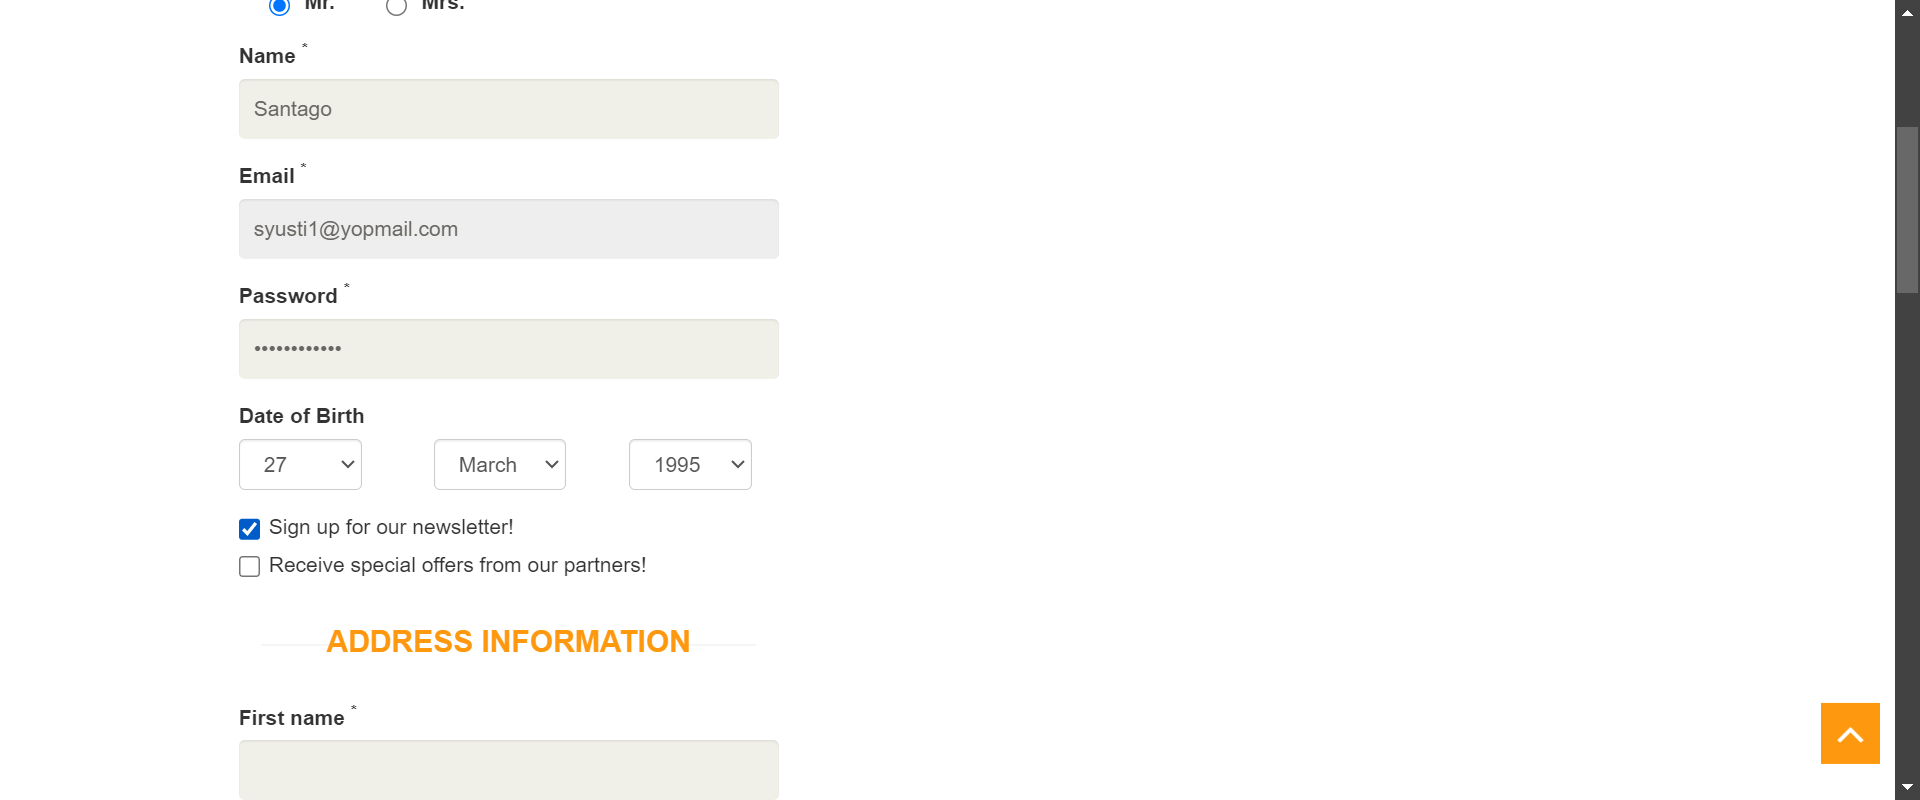 Mr. Mrs.
Name *
Santago
Email *
syusti1@yopmail.com
Password *
••••••••••••
Date of Birth
27 March 1995
Sign up for our newsletter!
Receive special offers from our partners!
ADDRESS INFORMATION
First name *